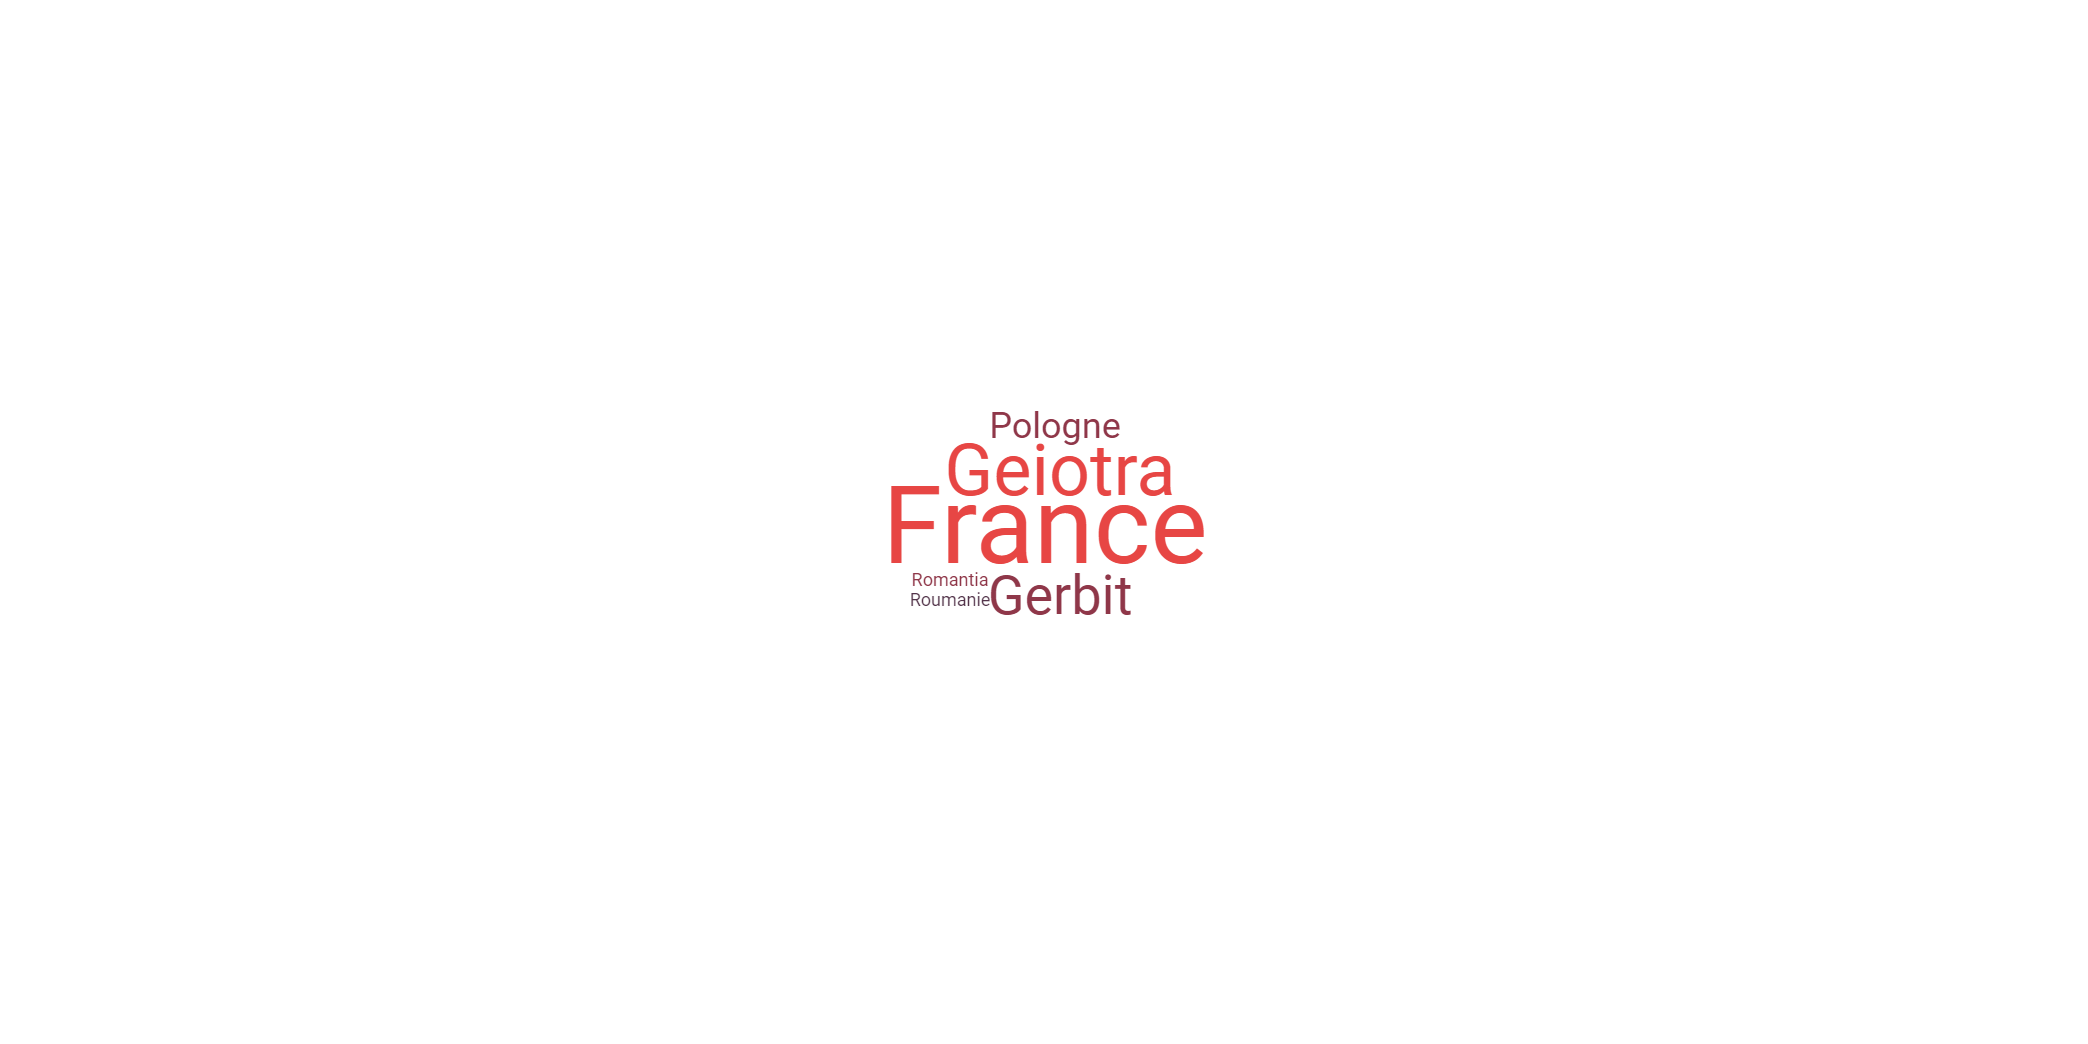 Pologne
Geiotra
France
Romantia
Roumanie
Gerbit